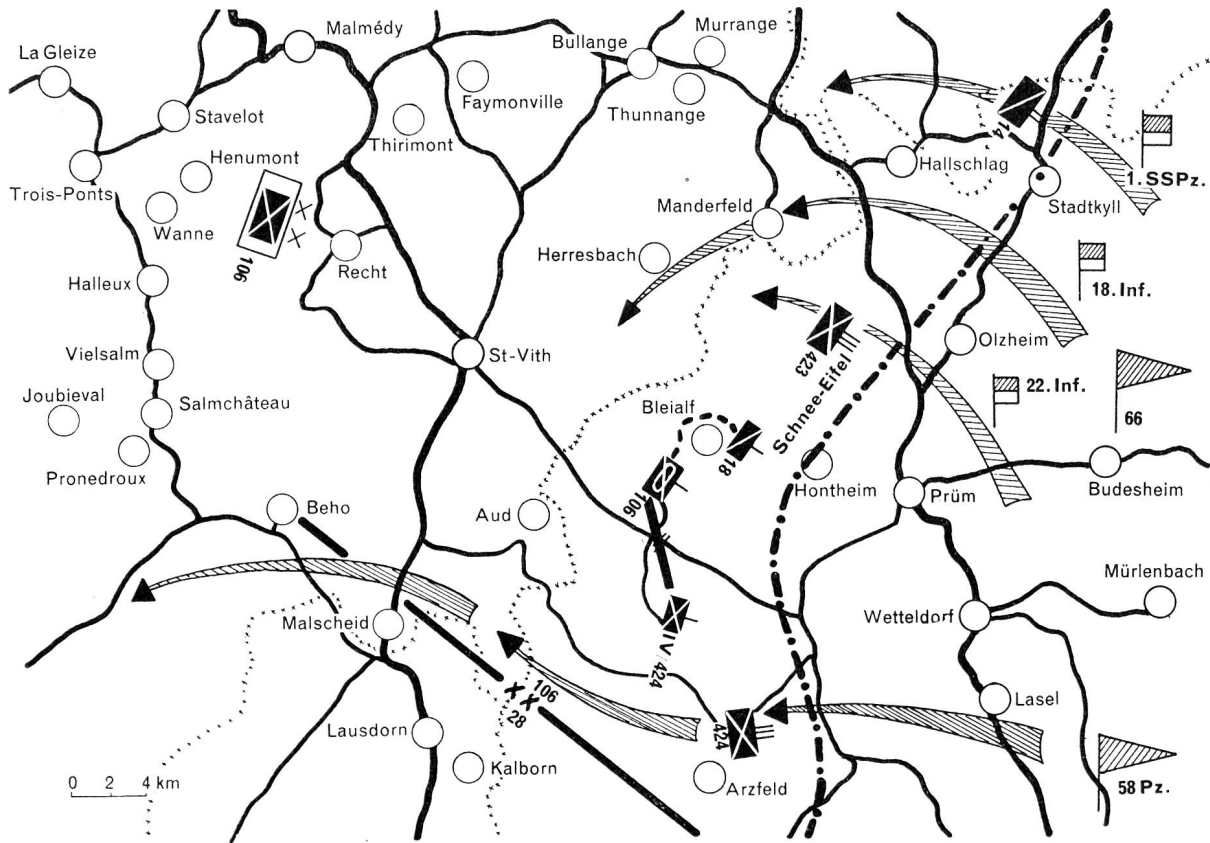 La Gleize
Malmédy
Bullange
Murrange
Stavelot
Faymonville
Thunnange
Thirimont
14
Henumont
Hallschlag
1.SSPz.
Trois-Ponts
Wanne
Manderfeld
Stadtkyll
106
Recht
Herresbach
Halleux
18. Inf.
Vielsalm
St-Vith
423
Olzheim
Schnee-Eifel
22. Inf.
Joubieval
Salmchâteau
Bleialf
66
Pronedroux
18
Hontheim
Prüm
Budesheim
Beho
Aud
106
Mürlenbach
Malscheid
Wetteldorf
IV/424
106
XX
28
Lasel
Lausdorn
424
Kalborn
Arzfeld
58 Pz.
0 2 4 km